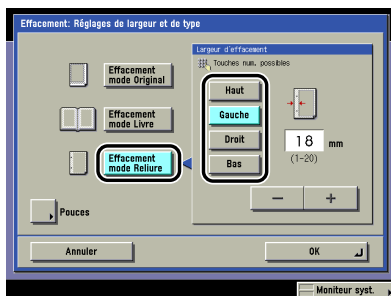 Effacement: Réglages de largeur et de type
Largeur d'effacement
Touches num. possibles
Effacement
mode Original
Effacement
mode Livre
Effacement
mode Reliure
Haut
Gauche
Droit
Bas
18 mm
(1-20)
− +
Pouces
Annuler
OK
Moniteur syst.